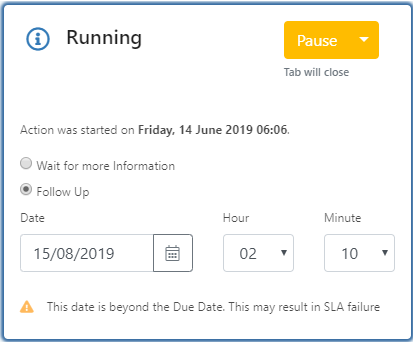 Running
Pause
Tab will close
Action was started on Friday, 14 June 2019 06:06.
Wait for more Information
Follow Up
Date Hour Minute
15/08/2019 02 10
This date is beyond the Due Date. This may result in SLA failure